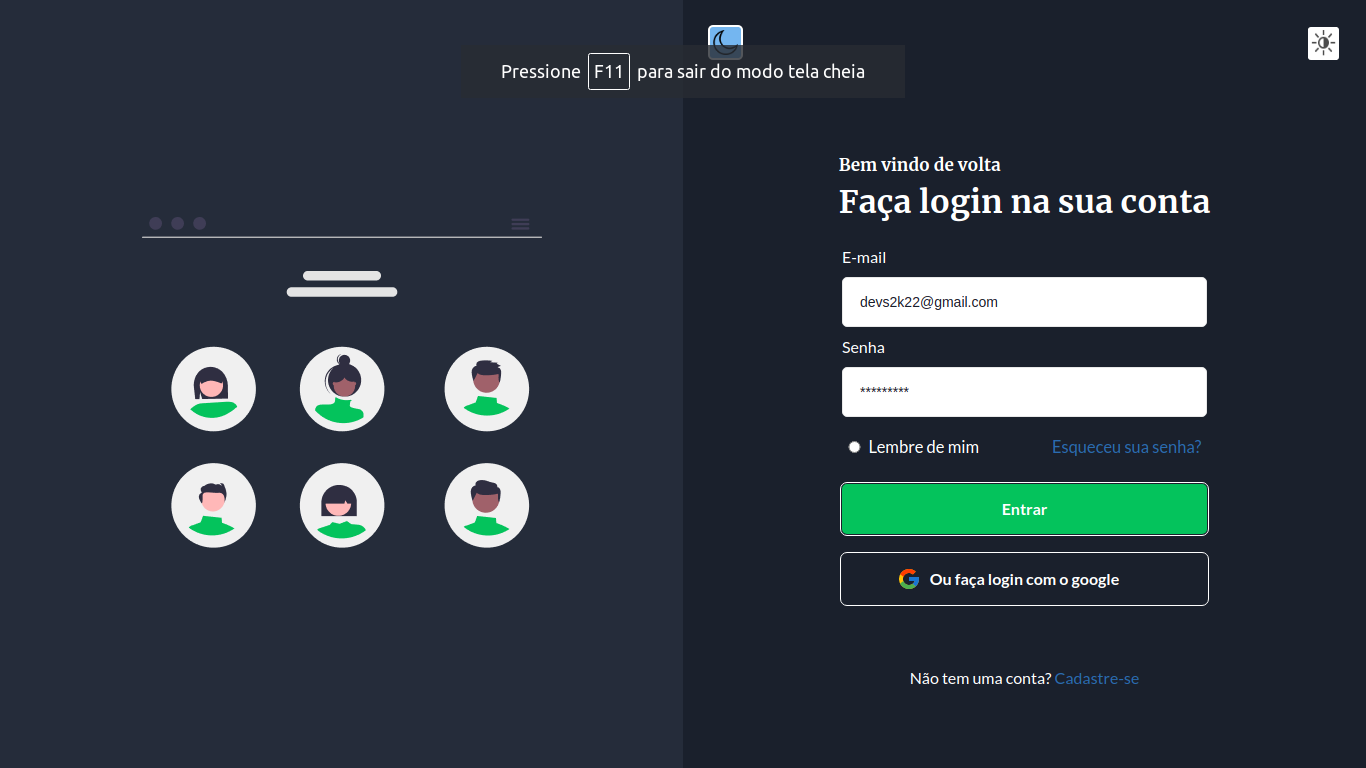 Pressione F11 para sair do modo tela cheia
Bem vindo de volta
Faça login na sua conta
E-mail
devs2k22@gmail.com
Senha
*********
Lembre de mim
Esqueceu sua senha?
Entrar
Ou faça login com o google
Não tem uma conta? Cadastre-se